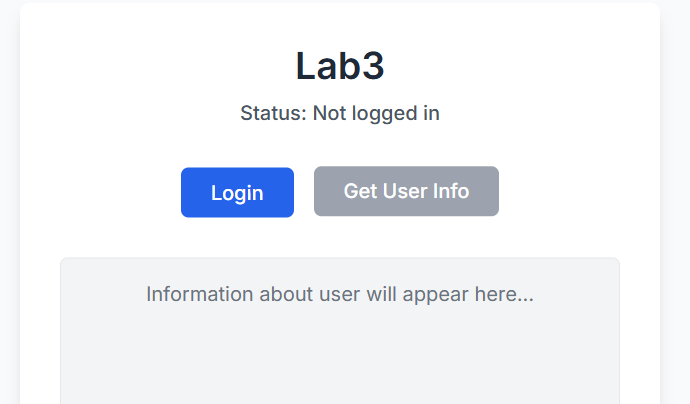 Lab3
Status: Not logged in
Login
Get User Info
Information about user will appear here...